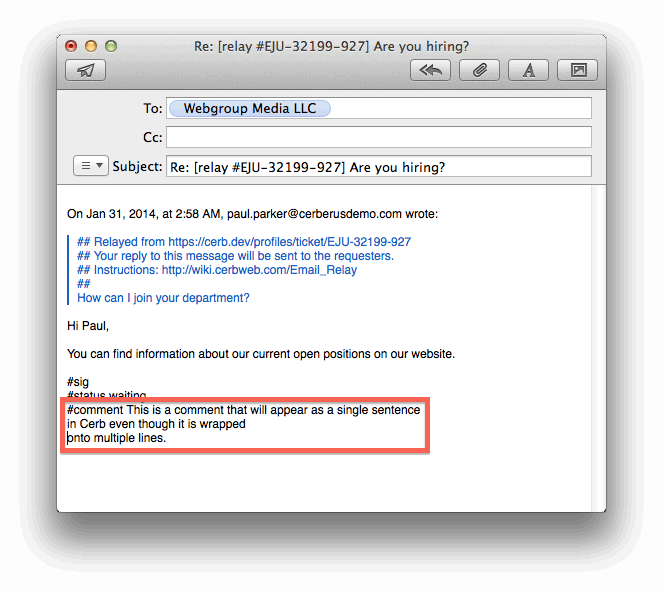 Re: [relay #EJU-32199-927] Are you hiring?
To: Webgroup Media LLC
Cc:
Subject: Re: [relay #EJU-32199-927] Are you hiring?
On Jan 31, 2014, at 2:58 AM, paul.parker@cerberusdemo.com wrote:
## Relayed from https://cerb.dev/profiles/ticket/EJU-32199-927
## Your reply to this message will be sent to the requesters.
## Instructions: http://wiki.cerbweb.com/Email_Relay
##
How can I join your department?
Hi Paul,
You can find information about our current open positions on our website.
#sig
#status waiting
#comment This is a comment that will appear as a single sentence
in Cerb even though it is wrapped
onto multiple lines.